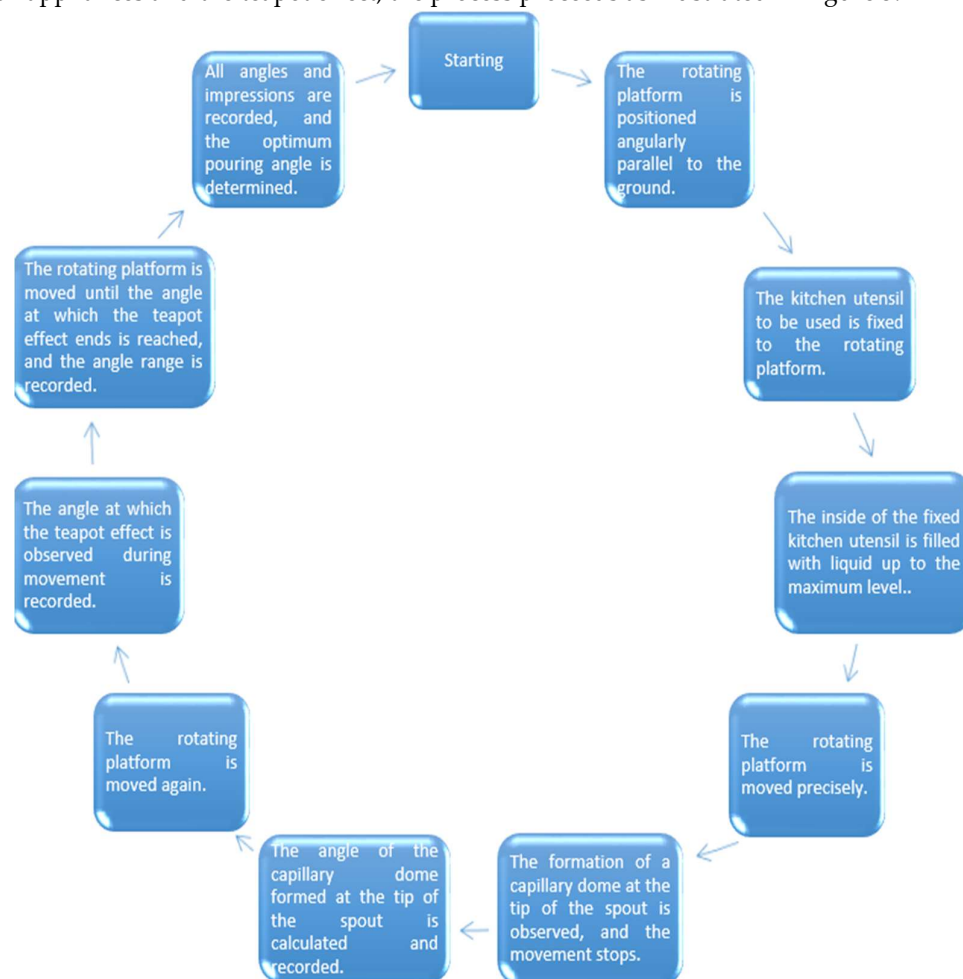 Starting
The rotating
platform is
positioned
angularly
parallel to the
ground.
The kitchen utensil
to be used is fixed
to the rotating
platform.
The inside of the fixed
kitchen utensil is filled
with liquid up to the
maximum level..
The rotating
platform is
moved precisely.
The formation of a
capillary dome at the
tip of the spout is
observed, and the
movement stops.
The angle of the
capillary dome
formed at the tip of
the spout is
calculated and
recorded.
The rotating
platform is
moved again.
The angle at which
the teapot effect is
observed during
movement is
recorded.
The rotating platform is
moved until the angle
at which the teapot
effect ends is reached,
and the angle range is
recorded.
All angles and
impressions are
recorded, and
the optimum
pouring angle is
determined.